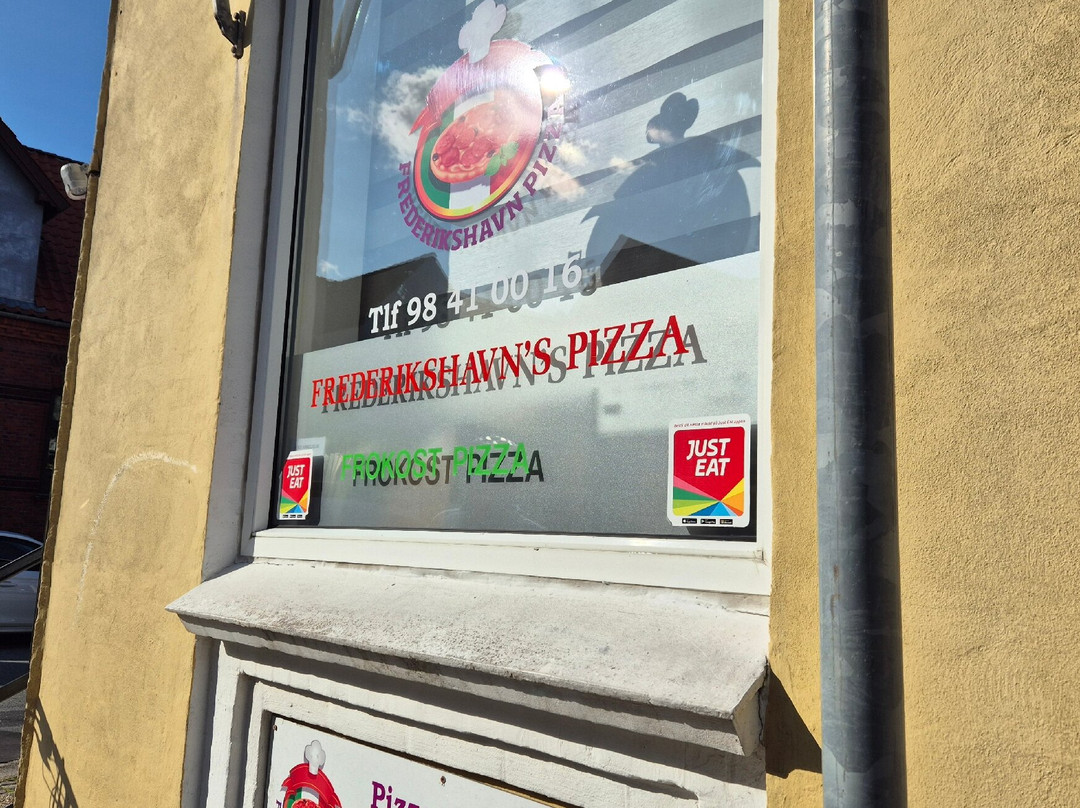 FREDERIKSHAVN PIZZA
Tlf 98 41 00 16
FREDERIKSHAVN'S PIZZA
FROKOST PIZZA
JUST
EAT
JUST
EAT